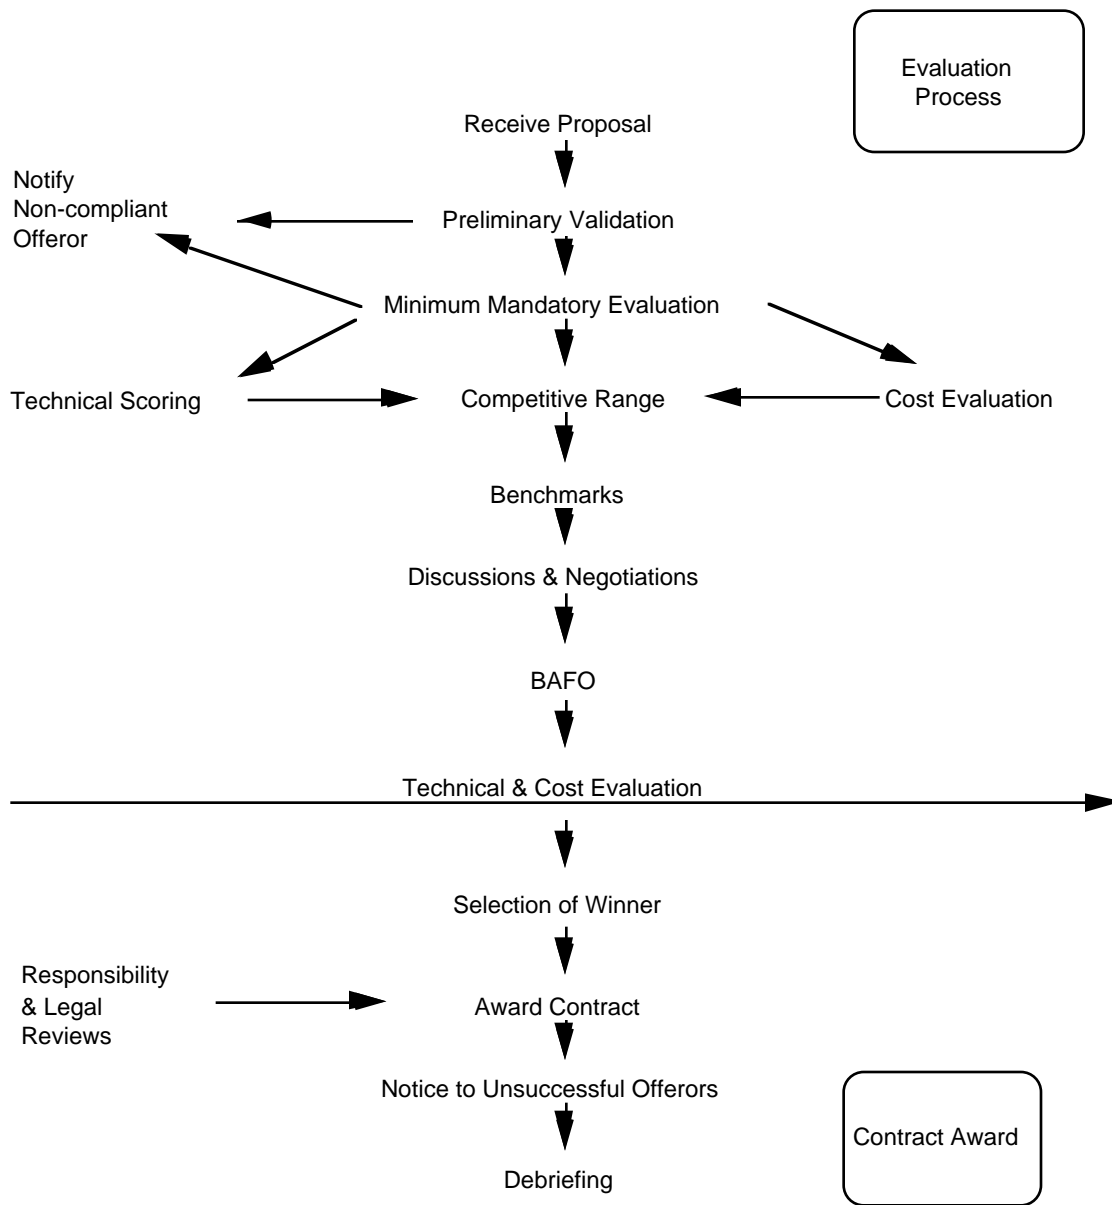 Evaluation
Process
Receive Proposal
Notify
Non-compliant
Offeror
Preliminary Validation
Minimum Mandatory Evaluation
Technical Scoring
Competitive Range
Cost Evaluation
Benchmarks
Discussions & Negotiations
BAFO
Technical & Cost Evaluation
Selection of Winner
Responsibility
& Legal
Reviews
Award Contract
Notice to Unsuccessful Offerors
Contract Award
Debriefing